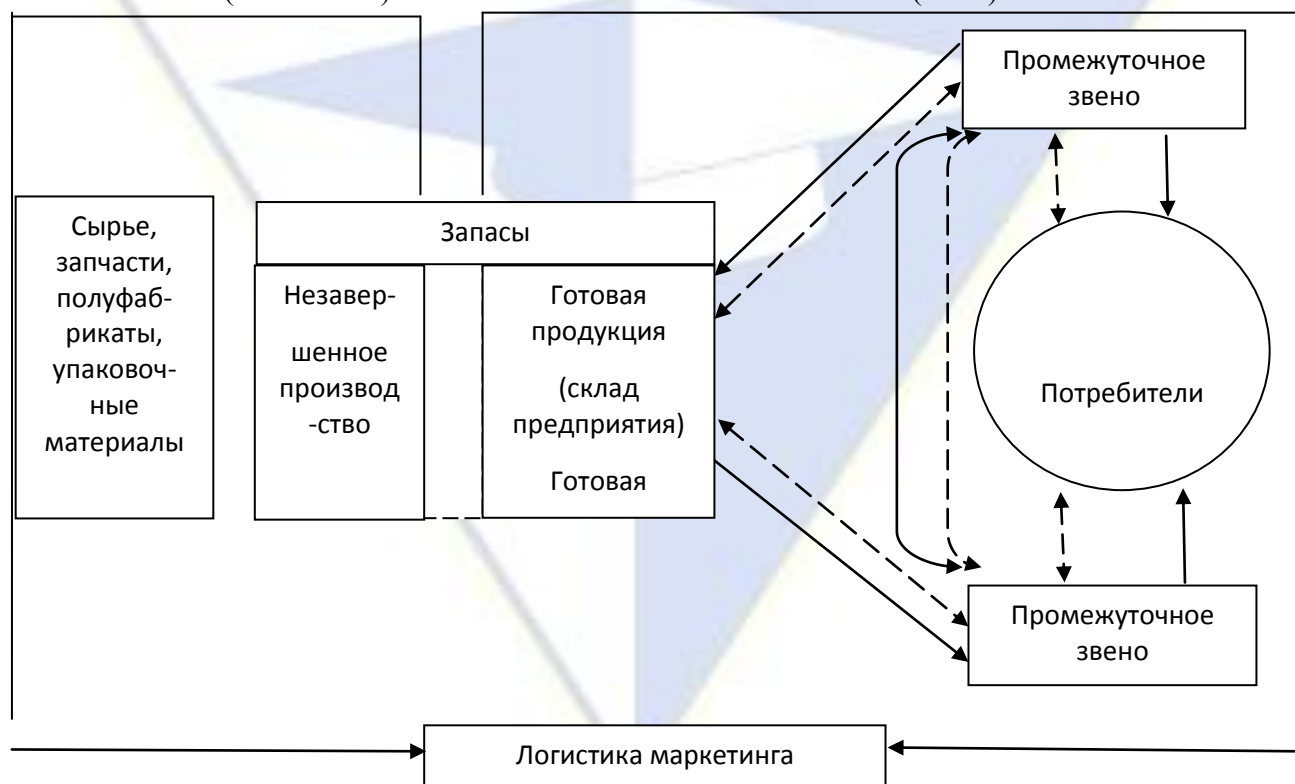 Промежуточное
звено
Сырье,
запчасти,
полуфаб-
рикаты,
упаковоч-
ные
материалы
Запасы
Незавер-
шенное
производ
-ство
Готовая
продукция
(склад
предприятия)
Готовая
Потребители
Промежуточное
звено
Логистика маркетинга